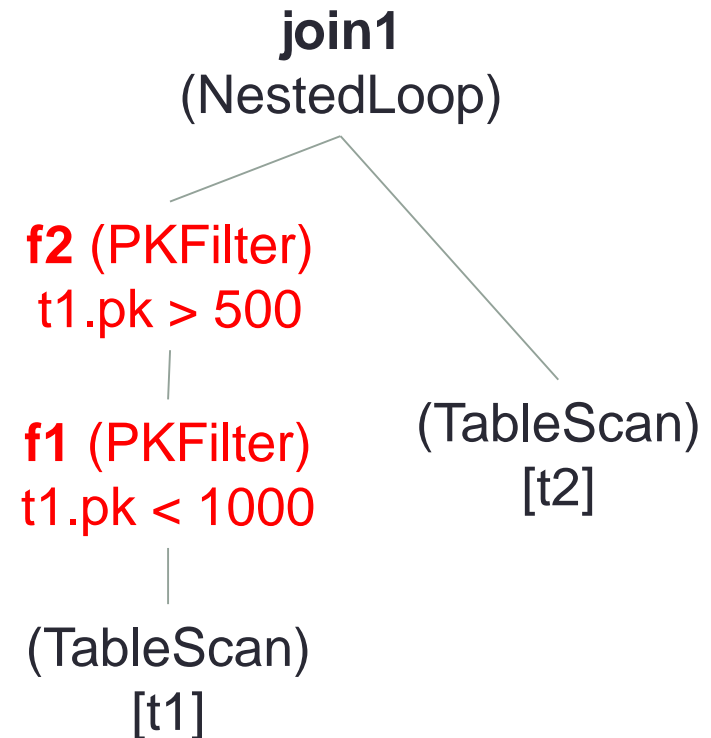 join1
(NestedLoop)
f2 (PKFilter)
t1.pk > 500
f1 (PKFilter)
t1.pk < 1000
(TableScan)
[t2]
(TableScan)
[t1]